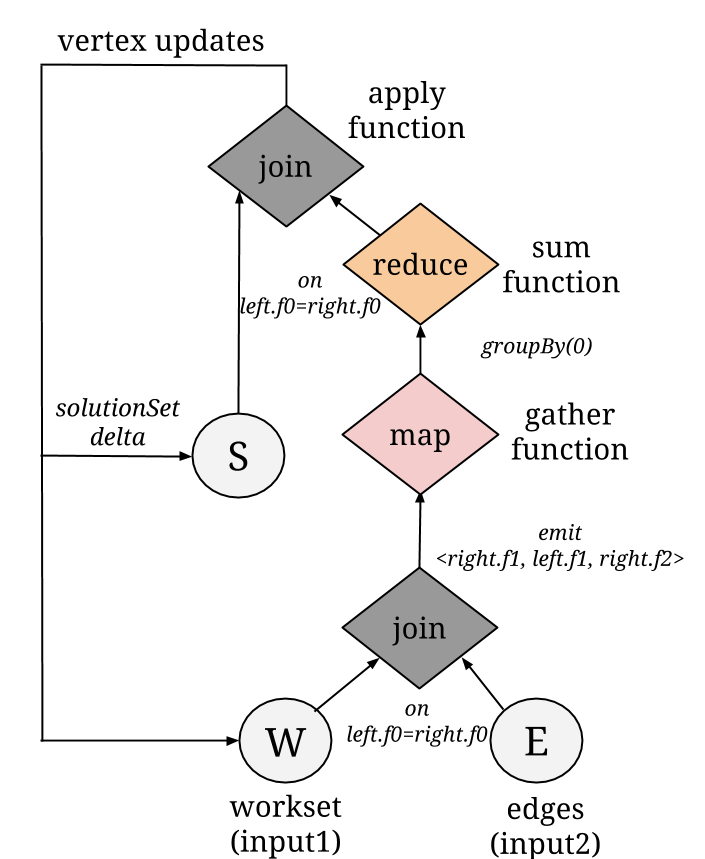 vertex updates
apply
function
join
reduce
sum
function
on
left.f0=right.f0
groupBy(0)
solutionSet
delta
S
map
gather
function
emit
<right.f1, left.f1, right.f2>
join
on
left.f0=right.f0
W
E
workset
(input1)
edges
(input2)